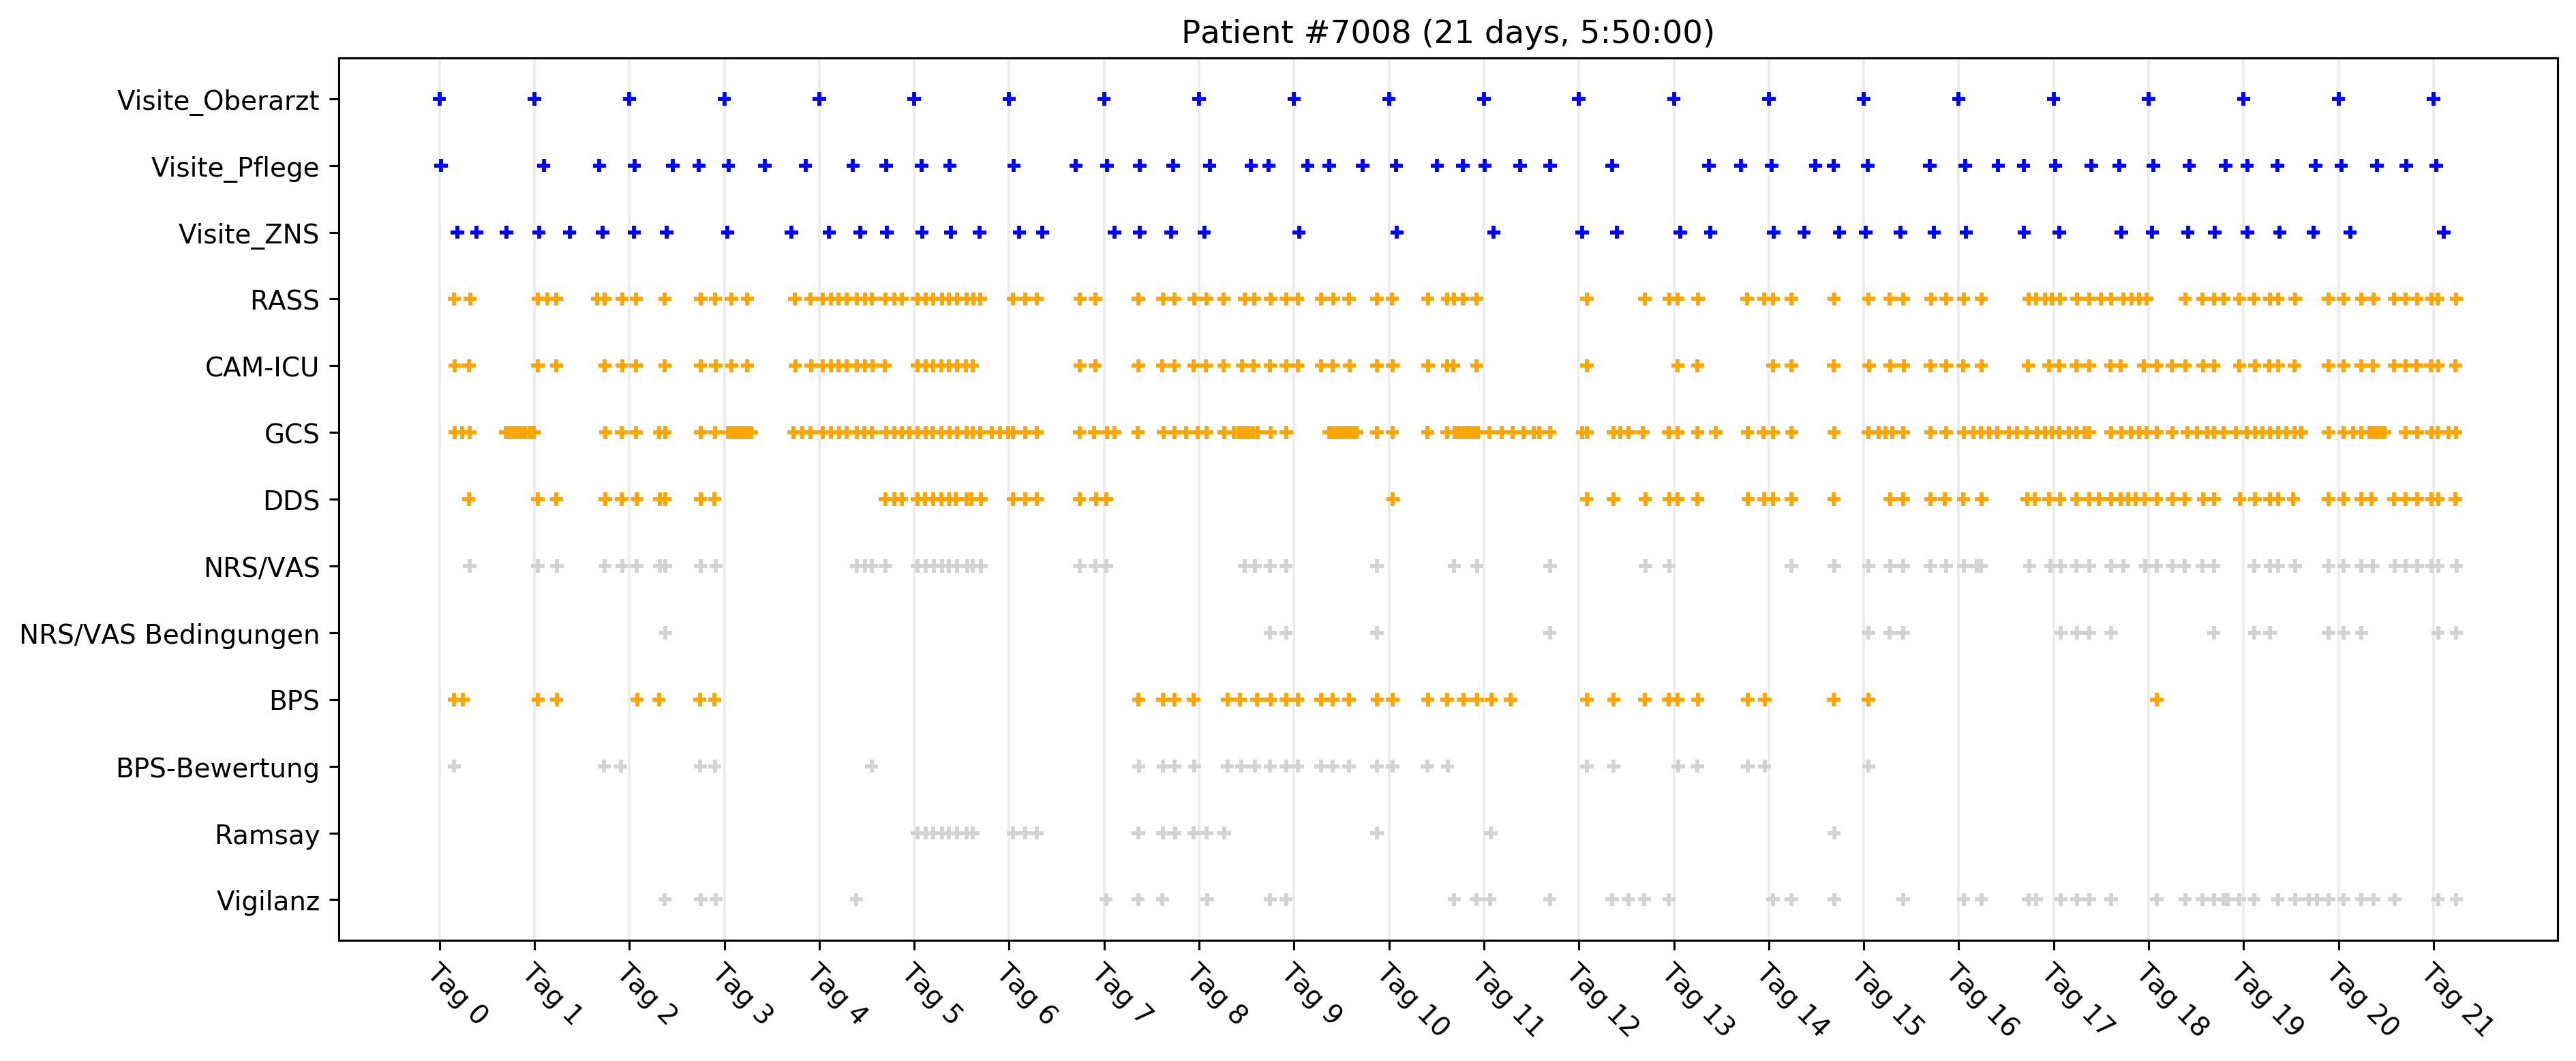 Patient #7008 (21 days, 5:50:00)
Visite_Oberarzt
Visite_Pflege
Visite_ZNS
RASS
CAM-ICU
GCS
DDS
NRS/VAS
NRS/VAS Bedingungen
BPS
BPS-Bewertung
Ramsay
Vigilanz
Tag 0
Tag 1
Tag 2
Tag 3
Tag 4
Tag 5
Tag 6
Tag 7
Tag 8
Tag 9
Tag 10
Tag 11
Tag 12
Tag 13
Tag 14
Tag 15
Tag 16
Tag 17
Tag 18
Tag 19
Tag 20
Tag 21